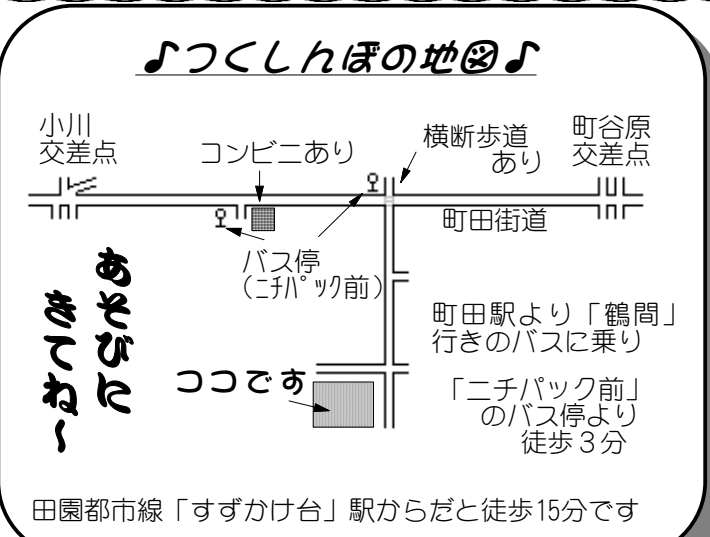 ♪つくしんぼの地図♪
小川
交差点
コンビニあり
横断歩道
あり
町谷原
交差点
町田街道
バス停
（ﾆﾁﾊﾟｯｸ前）
あそびに
きてね～
町田駅より「鶴間」
行きのバスに乗り
ココです
「ニチパック前」
のバス停より
徒歩３分
田園都市線「すずかけ台」駅からだと徒歩15分です